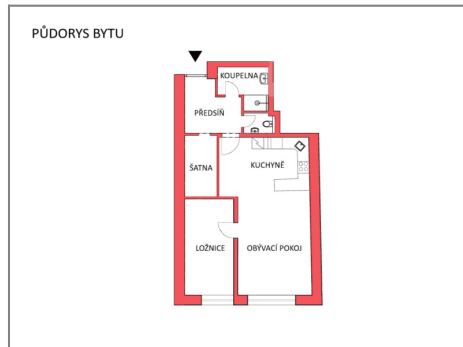 PŮDORYS BYTU
KOUPELNA
PŘEDSÍŇ
ŠATNA
KUCHYNĚ
LOŽNICE
OBÝVACÍ POKOJ